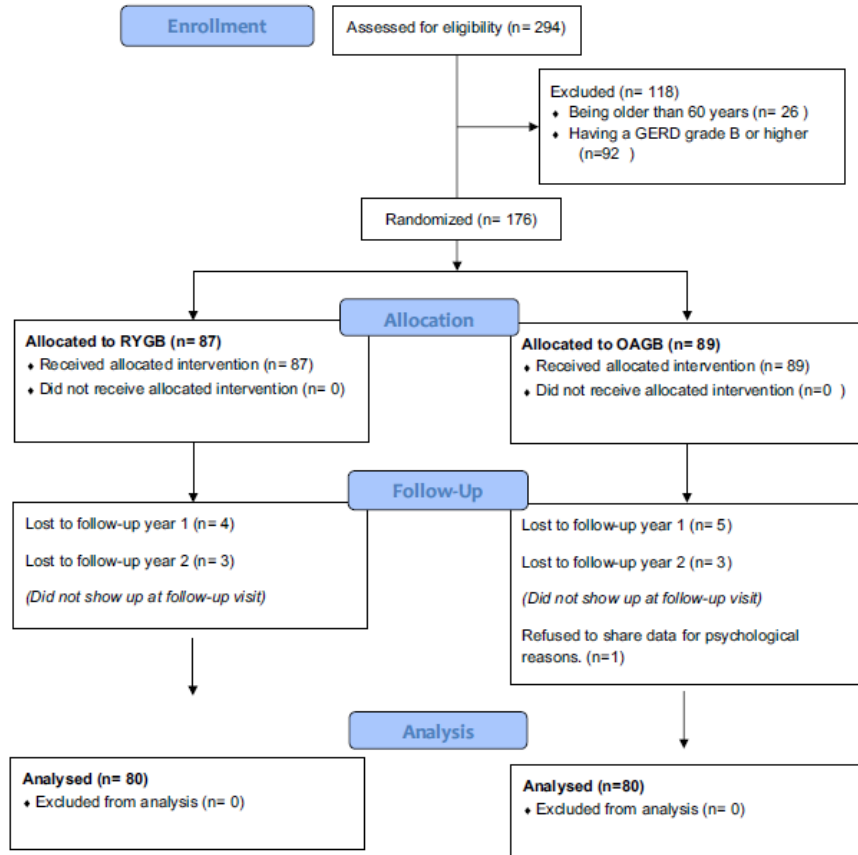 Enrollment
Assessed for eligibility (n= 294)
Excluded (n= 118)
♦ Being older than 60 years (n= 26 )
♦ Having a GERD grade B or higher
(n=92 )
Randomized (n= 176)
Allocation
Allocated to RYGB (n= 87)
♦ Received allocated intervention (n= 87)
♦ Did not receive allocated intervention (n= 0)
Allocated to OAGB (n= 89)
♦ Received allocated intervention (n= 89)
♦ Did not receive allocated intervention (n=0 )
Follow-Up
Lost to follow-up year 1 (n= 4)
Lost to follow-up year 2 (n= 3)
(Did not show up at follow-up visit)
Lost to follow-up year 1 (n= 5)
Lost to follow-up year 2 (n= 3)
(Did not show up at follow-up visit)
Refused to share data for psychological
reasons. (n=1)
Analysis
Analysed (n= 80)
♦ Excluded from analysis (n= 0)
Analysed (n=80)
♦ Excluded from analysis (n= 0)